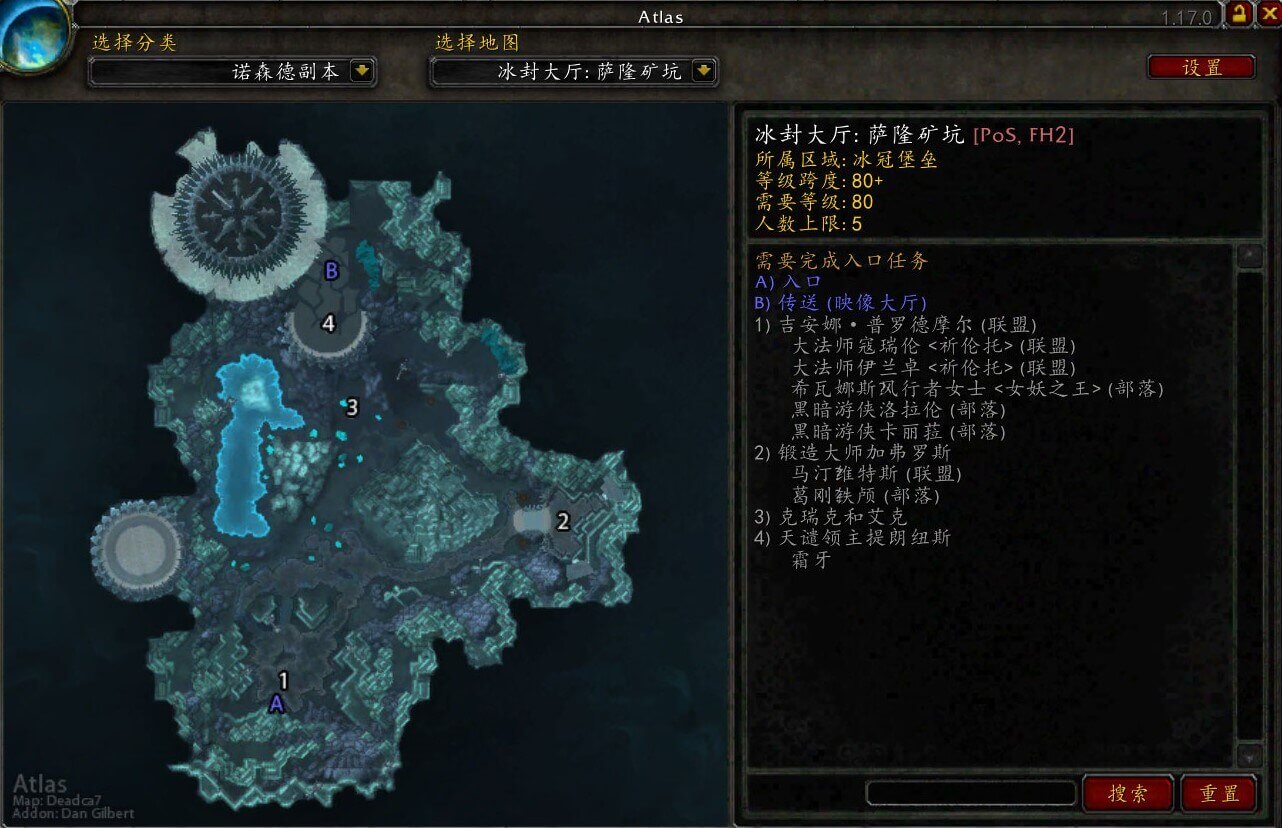 Atlas
1.17.0
选择分类
选择地图
诺森德副本
冰封大厅: 萨隆矿坑
设置
冰封大厅: 萨隆矿坑 [PoS, FH2]
所属区域: 冰冠堡垒
等级跨度: 80+
需要等级: 80
人数上限: 5
需要完成入口任务
A) 入口
B) 传送 (映像大厅)
1) 吉安娜·普罗德摩尔 (联盟)
大法师寇瑞伦 <祈伦托> (联盟)
大法师伊兰卓 <祈伦托> (联盟)
希瓦娜斯风行者女士 <女妖之王> (部落)
黑暗游侠洛拉伦 (部落)
黑暗游侠卡丽菈 (部落)
2) 锻造大师加弗罗斯
马汀维特斯 (联盟)
葛刚轶颅 (部落)
3) 克瑞克和艾克
4) 天谴领主提朗纽斯
霜牙
B
4
3
2
1
A
Atlas
Map: Deadca7
Addon: Dan Gilbert
搜索
重置